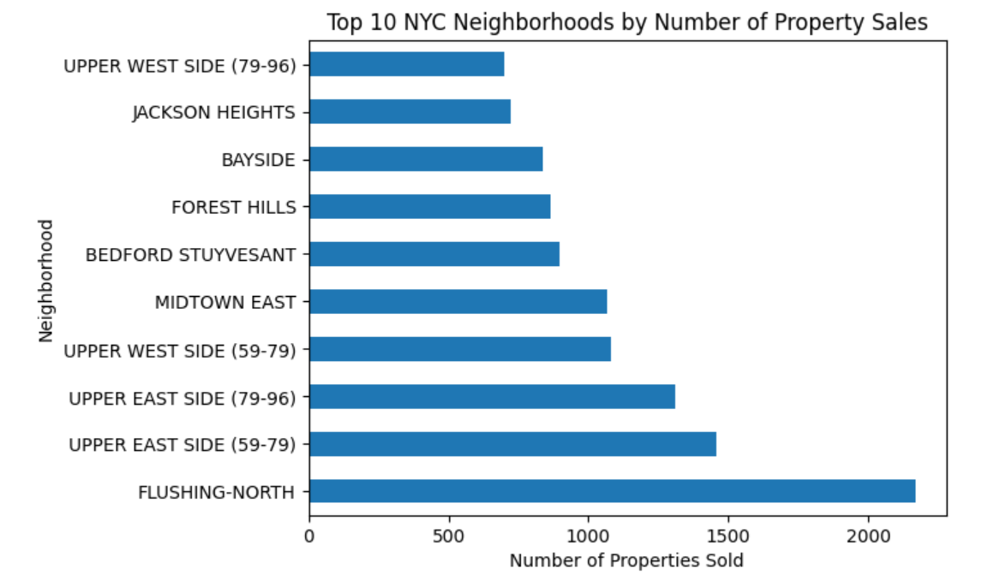 Top 10 NYC Neighborhoods by Number of Property Sales
UPPER WEST SIDE (79-96)
JACKSON HEIGHTS
BAYSIDE
FOREST HILLS
BEDFORD STUYVESANT
MIDTOWN EAST
UPPER WEST SIDE (59-79)
UPPER EAST SIDE (79-96)
UPPER EAST SIDE (59-79)
FLUSHING-NORTH
Neighborhood
0 500 1000 1500 2000
Number of Properties Sold